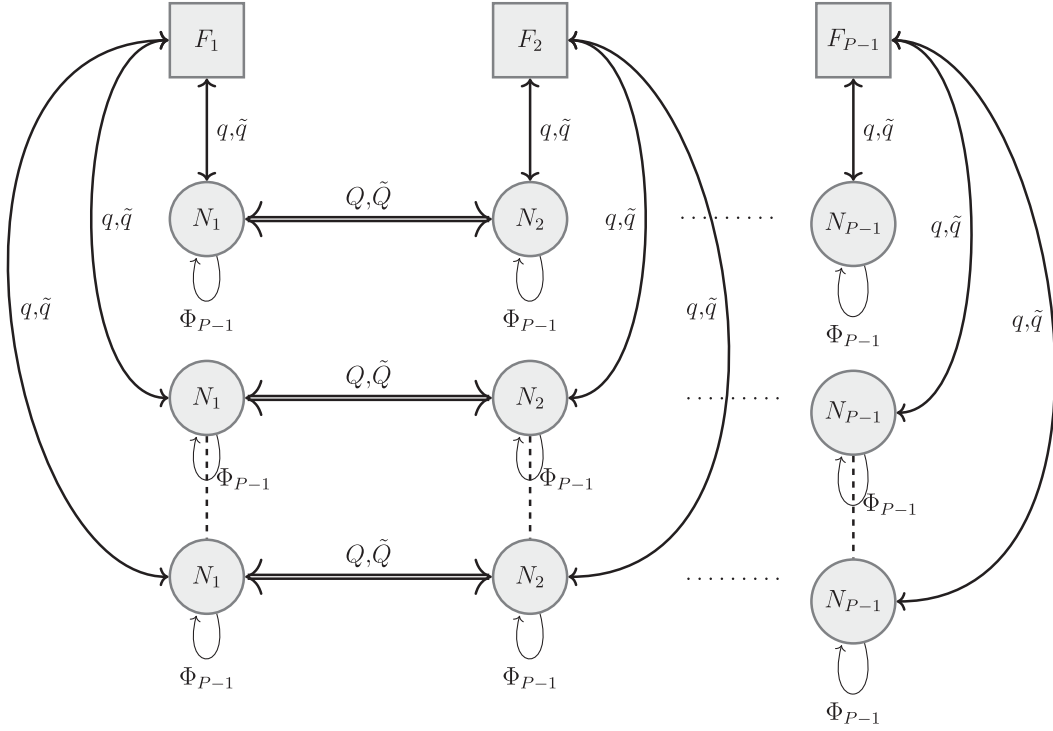 $F_1$ $F_2$ $F_{P-1}$
$q,\tilde{q}$ $q,\tilde{q}$ $q,\tilde{q}$
$Q,\tilde{Q}$
$q,\tilde{q}$ $N_1$ $N_2$ $q,\tilde{q}$ $N_{P-1}$ $q,\tilde{q}$
$q,\tilde{q}$ $\Phi_{P-1}$ $\Phi_{P-1}$ $q,\tilde{q}$ $\Phi_{P-1}$ $q,\tilde{q}$
$Q,\tilde{Q}$
$N_1$ $N_2$ $N_{P-1}$
$\Phi_{P-1}$ $\Phi_{P-1}$ $\Phi_{P-1}$
$Q,\tilde{Q}$
$N_1$ $N_2$ $N_{P-1}$
$\Phi_{P-1}$ $\Phi_{P-1}$ $\Phi_{P-1}$